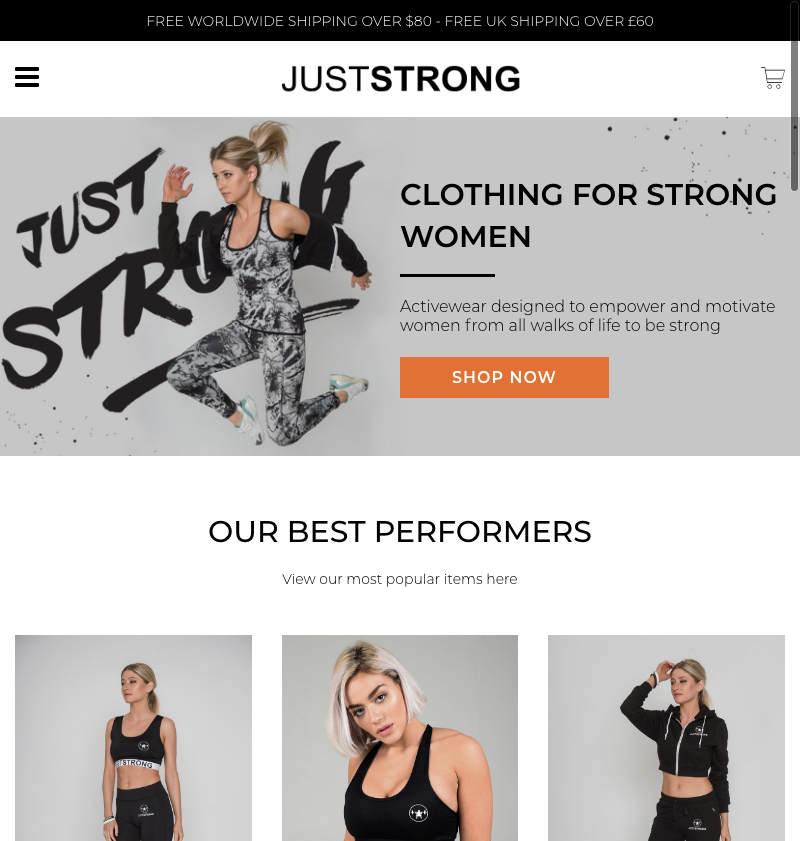 FREE WORLDWIDE SHIPPING OVER $80 - FREE UK SHIPPING OVER £60
JUSTSTRONG
JUST
STRONG
CLOTHING FOR STRONG
WOMEN
Activewear designed to empower and motivate
women from all walks of life to be strong
SHOP NOW
OUR BEST PERFORMERS
View our most popular items here
STRONG